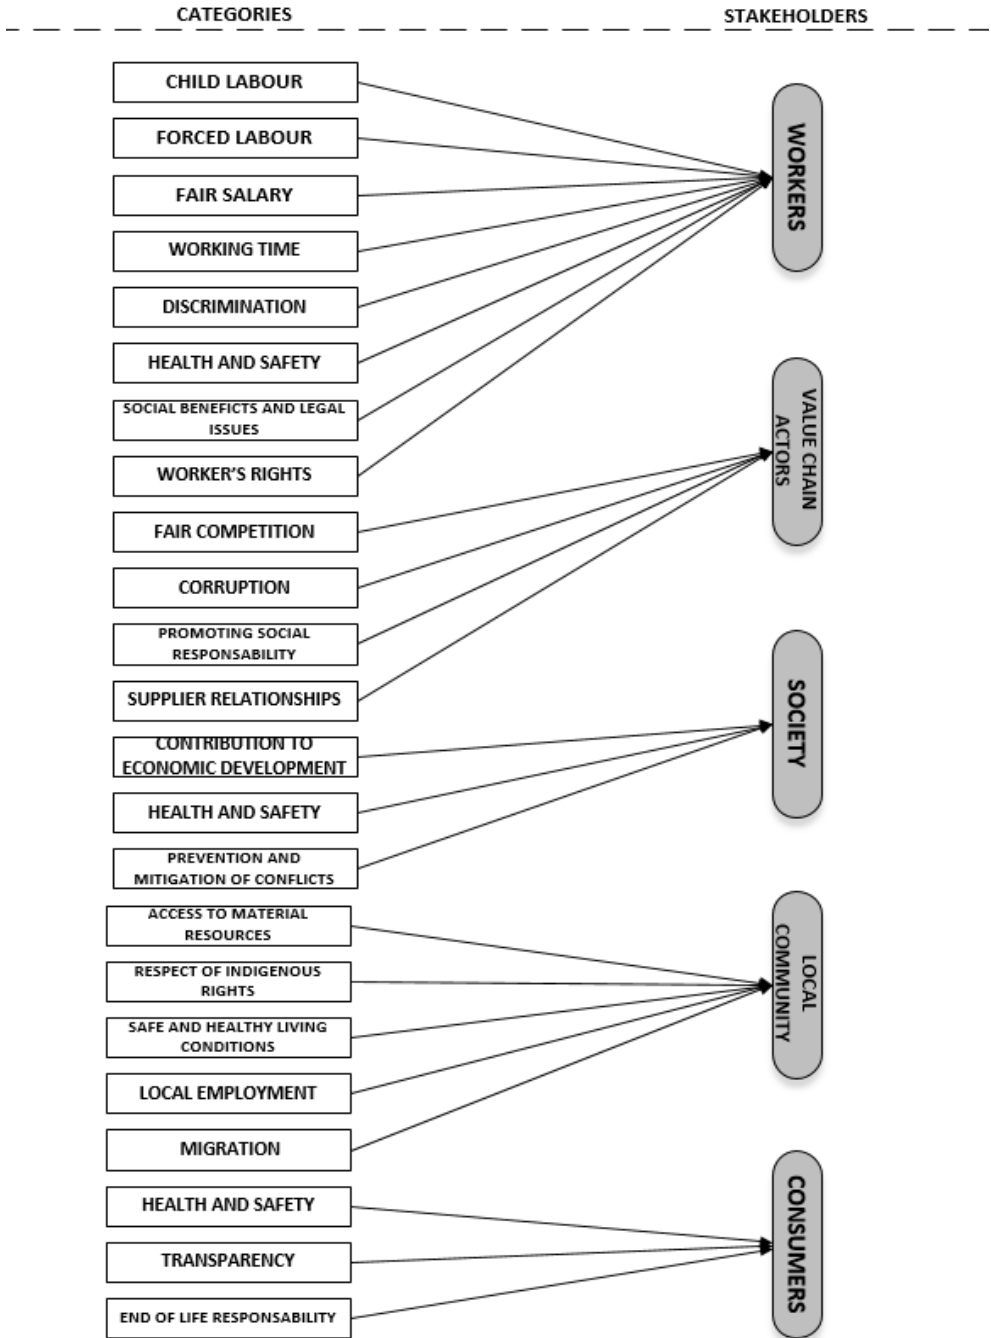 CATEGORIES
STAKEHOLDERS
CHILD LABOUR
FORCED LABOUR
FAIR SALARY
WORKING TIME
DISCRIMINATION
HEALTH AND SAFETY
SOCIAL BENEFICTS AND LEGAL
ISSUES
WORKER'S RIGHTS
FAIR COMPETITION
CORRUPTION
PROMOTING SOCIAL
RESPONSABILITY
SUPPLIER RELATIONSHIPS
CONTRIBUTION TO
ECONOMIC DEVELOPMENT
HEALTH AND SAFETY
PREVENTION AND
MITIGATION OF CONFLICTS
ACCESS TO MATERIAL
RESOURCES
RESPECT OF INDIGENOUS
RIGHTS
SAFE AND HEALTHY LIVING
CONDITIONS
LOCAL EMPLOYMENT
MIGRATION
HEALTH AND SAFETY
TRANSPARENCY
END OF LIFE RESPONSABILITY
WORKERS
VALUE CHAIN
ACTORS
SOCIETY
LOCAL
COMMUNITY
CONSUMERS